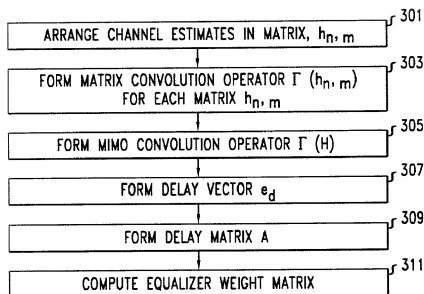 301
ARRANGE CHANNEL ESTIMATES IN MATRIX, hn, m
303
FORM MATRIX CONVOLUTION OPERATOR Γ (hn, m)
FOR EACH MATRIX hn, m
305
FORM MIMO CONVOLUTION OPERATOR Γ (H)
307
FORM DELAY VECTOR ed
309
FORM DELAY MATRIX A
311
COMPUTE EQUALIZER WEIGHT MATRIX